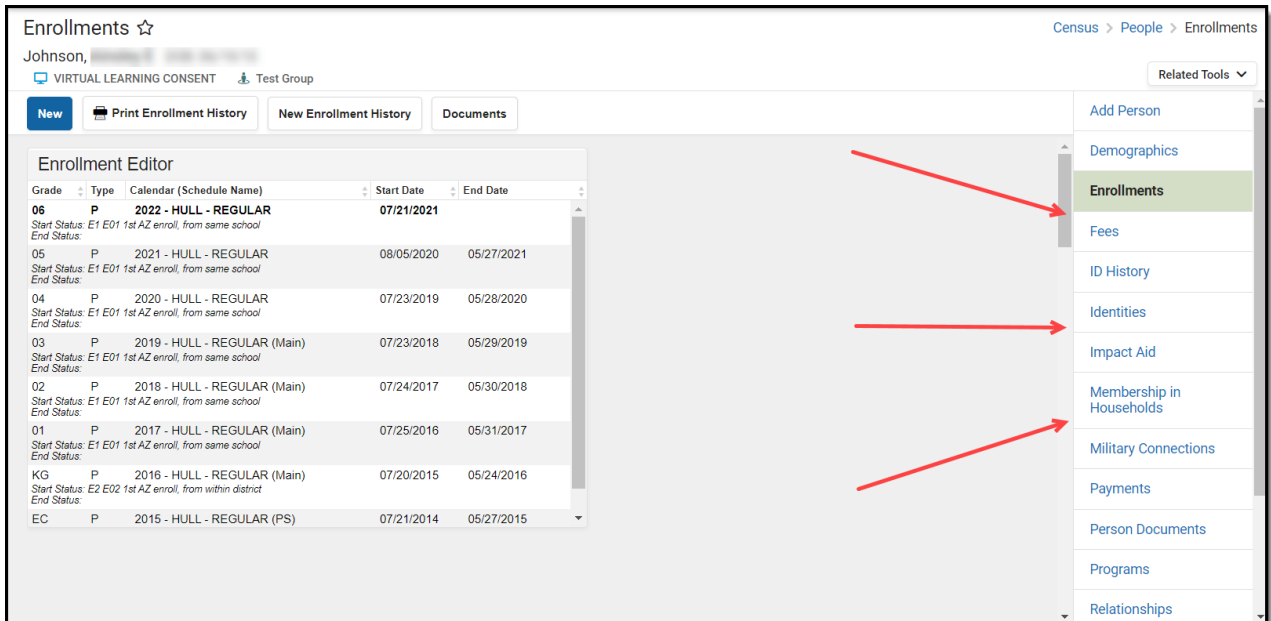 Enrollments
Census > People > Enrollments
Johnson,
VIRTUAL LEARNING CONSENT Test Group
Related Tools
New Print Enrollment History New Enrollment History Documents
Enrollment Editor
Grade Type Calendar (Schedule Name) Start Date End Date
06 P 2022 - HULL - REGULAR 07/21/2021
Start Status: E1 E01 1st AZ enroll, from same school
End Status:
05 P 2021 - HULL - REGULAR 08/05/2020 05/27/2021
Start Status: E1 E01 1st AZ enroll, from same school
End Status:
04 P 2020 - HULL - REGULAR 07/23/2019 05/28/2020
Start Status: E1 E01 1st AZ enroll, from same school
End Status:
03 P 2019 - HULL - REGULAR (Main) 07/23/2018 05/29/2019
Start Status: E1 E01 1st AZ enroll, from same school
End Status:
02 P 2018 - HULL - REGULAR (Main) 07/24/2017 05/30/2018
Start Status: E1 E01 1st AZ enroll, from same school
End Status:
01 P 2017 - HULL - REGULAR (Main) 07/25/2016 05/31/2017
Start Status: E1 E01 1st AZ enroll, from same school
End Status:
KG P 2016 - HULL - REGULAR (Main) 07/20/2015 05/24/2016
Start Status: E2 E02 1st AZ enroll, from within district
End Status:
EC P 2015 - HULL - REGULAR (PS) 07/21/2014 05/27/2015
Add Person
Demographics
Enrollments
Fees
ID History
Identities
Impact Aid
Membership in
Households
Military Connections
Payments
Person Documents
Programs
Relationships